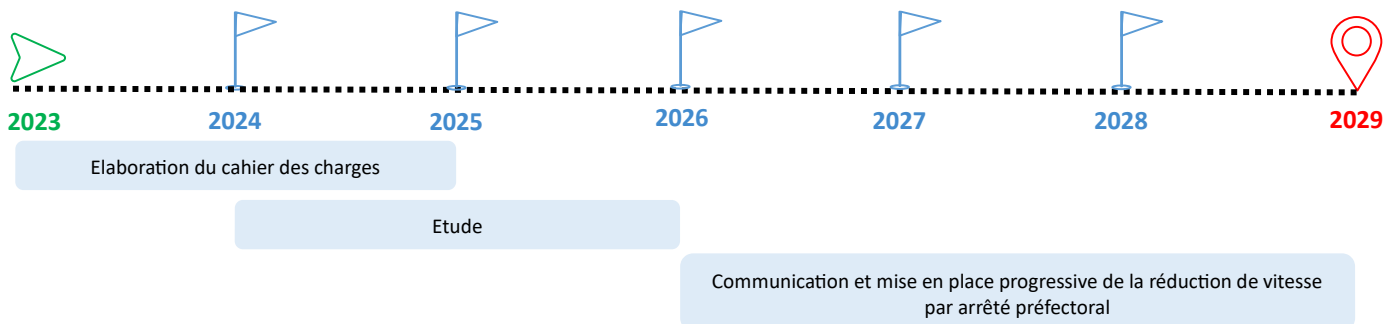 2023 2024 2025 2026 2027 2028 2029
Elaboration du cahier des charges
Etude
Communication et mise en place progressive de la réduction de vitesse
par arrêté préfectoral